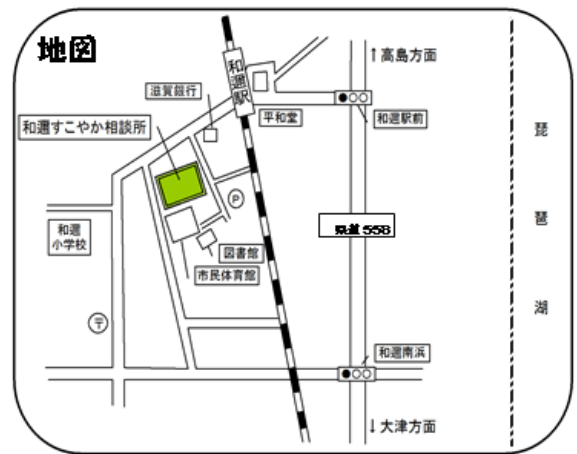 地図
和邇駅
↑高島方面
滋賀銀行
平和堂
和邇駅前
和邇すこやか相談所
琵琶湖
P
県道558
和邇
小学校
図書館
市民体育館
〒
和邇南浜
↓大津方面